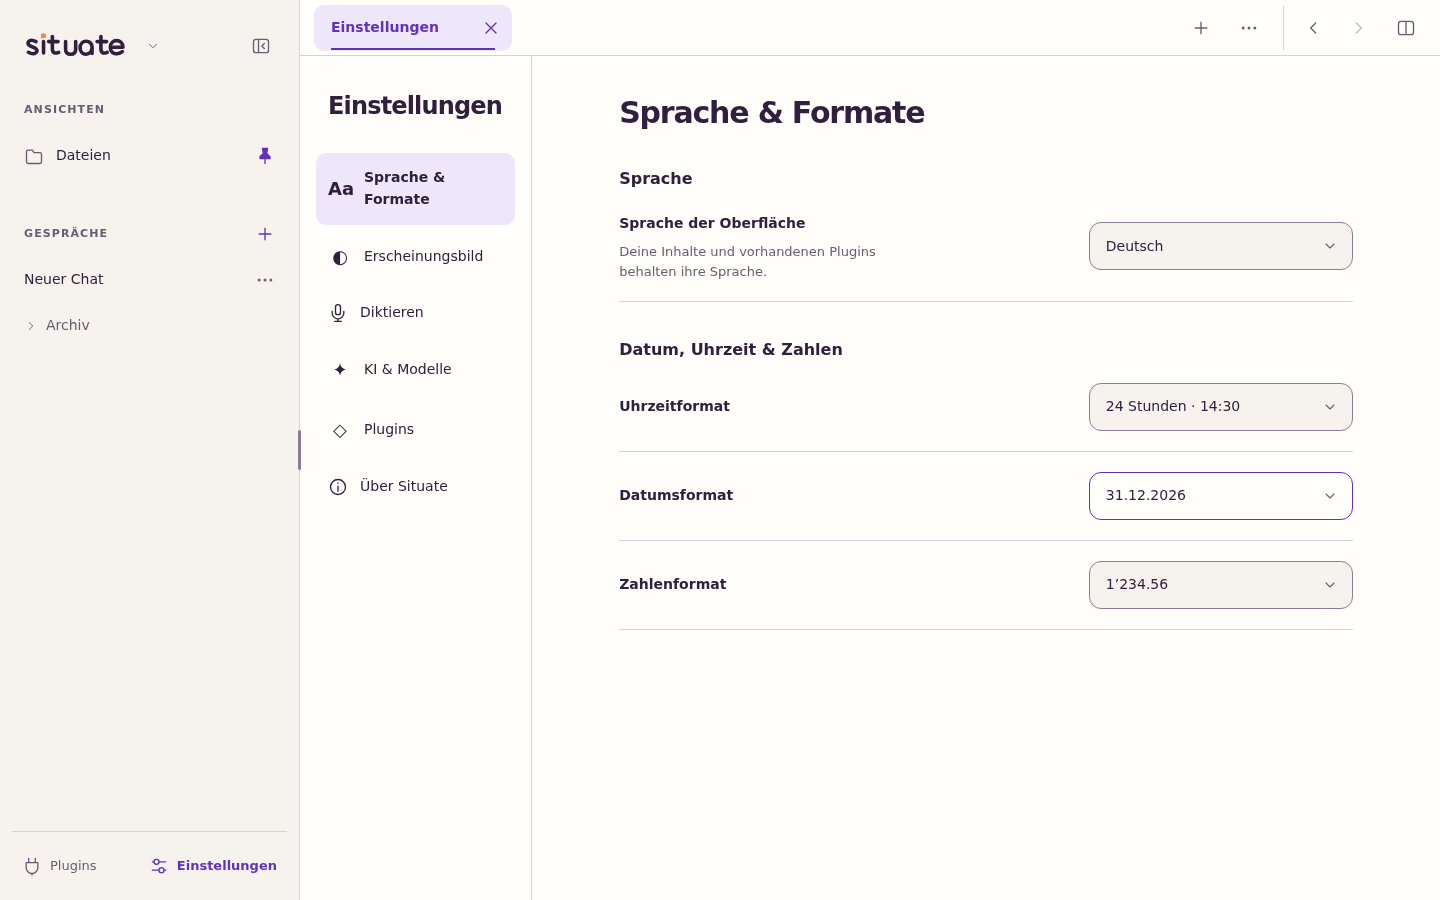 situate
ANSICHTEN
Dateien
GESPRÄCHE
Neuer Chat
Archiv
Plugins
Einstellungen
Einstellungen
Einstellungen
Aa Sprache &
Formate
Erscheinungsbild
Diktieren
KI & Modelle
Plugins
Über Situate
Sprache & Formate
Sprache
Sprache der Oberfläche
Deine Inhalte und vorhandenen Plugins
behalten ihre Sprache.
Deutsch
Datum, Uhrzeit & Zahlen
Uhrzeitformat
24 Stunden · 14:30
Datumsformat
31.12.2026
Zahlenformat
1’234.56